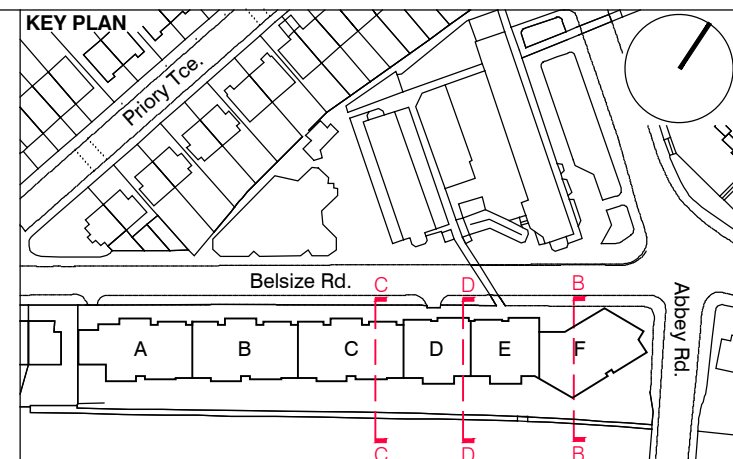 KEY PLAN
Priory Tce.
Belsize Rd.
Abbey Rd.
C
D
B
A
B
C
D
E
F
C
D
B